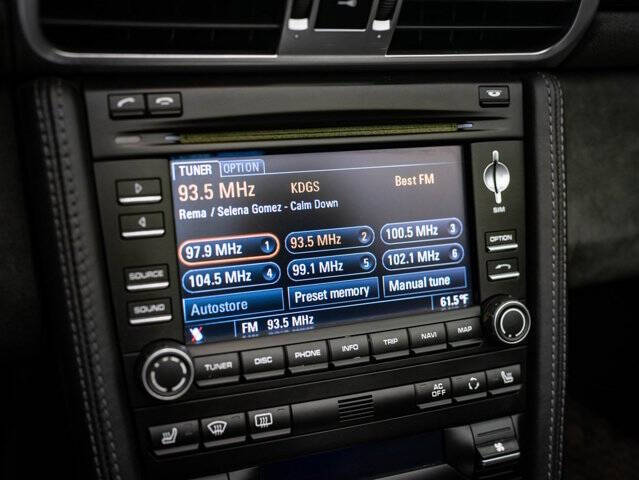 TUNER OPTION
93.5 MHz KDGS Best FM
Rema / Selena Gomez - Calm Down
97.9 MHz 1 93.5 MHz 2 100.5 MHz 3
104.5 MHz 4 99.1 MHz 5 102.1 MHz 6
Autostore Preset memory Manual tune
FM 93.5 MHz 61.5°F
SIM
OPTION
SOURCE
SOUND
TUNER DISC PHONE INFO TRIP NAVI MAP
AC
OFF